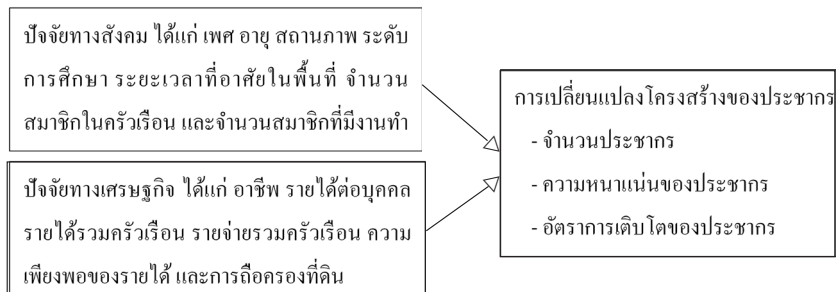 ปัจจัยทางสังคม ได้แก่ เพศ อายุ สถานภาพ ระดับ
การศึกษา ระยะเวลาที่อาศัยในพื้นที่ จำนวน
สมาชิกในครัวเรือน และจำนวนสมาชิกที่มีงานทำ
ปัจจัยทางเศรษฐกิจ ได้แก่ อาชีพ รายได้ต่อบุคคล
รายได้รวมครัวเรือน รายจ่ายรวมครัวเรือน ความ
เพียงพอของรายได้ และการถือครองที่ดิน
การเปลี่ยนแปลงโครงสร้างของประชากร
- จำนวนประชากร
- ความหนาแน่นของประชากร
- อัตราการเติบโตของประชากร